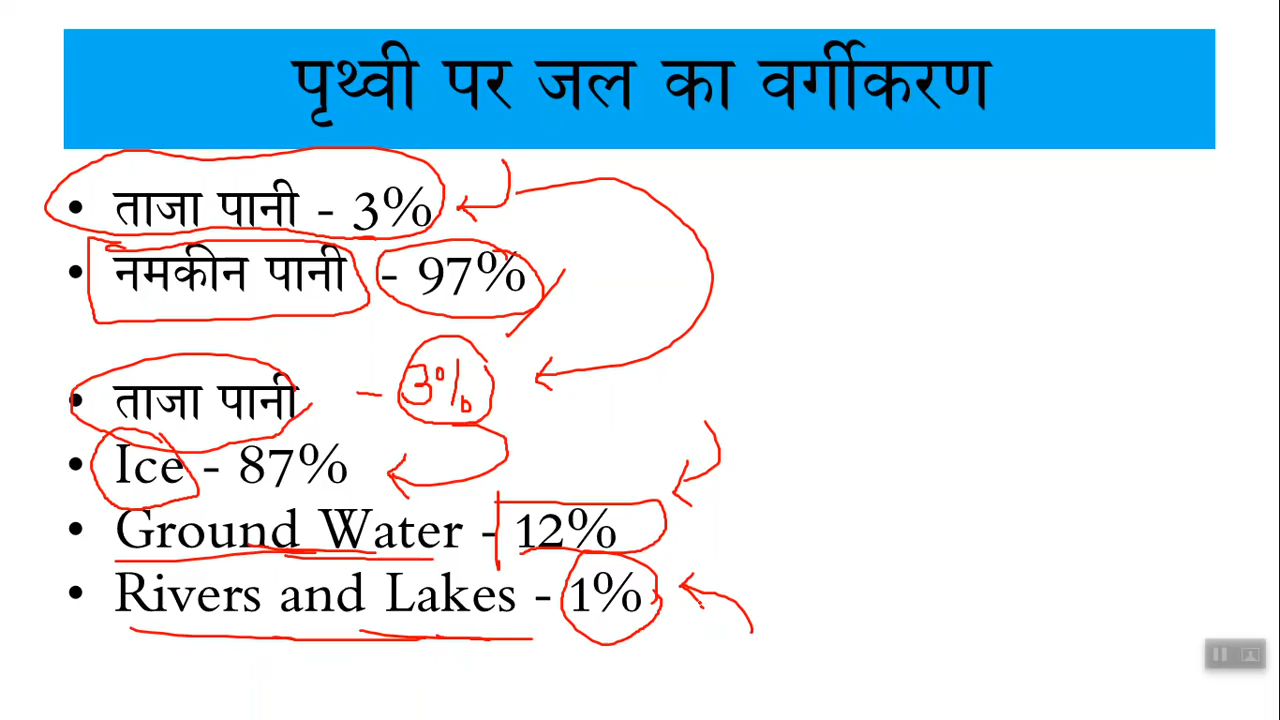 पृथ्वी पर जल का वर्गीकरण
• ताजा पानी - 3%
• नमकीन पानी - 97%
• ताजा पानी - 3%
• Ice - 87%
• Ground Water - 12%
• Rivers and Lakes - 1%